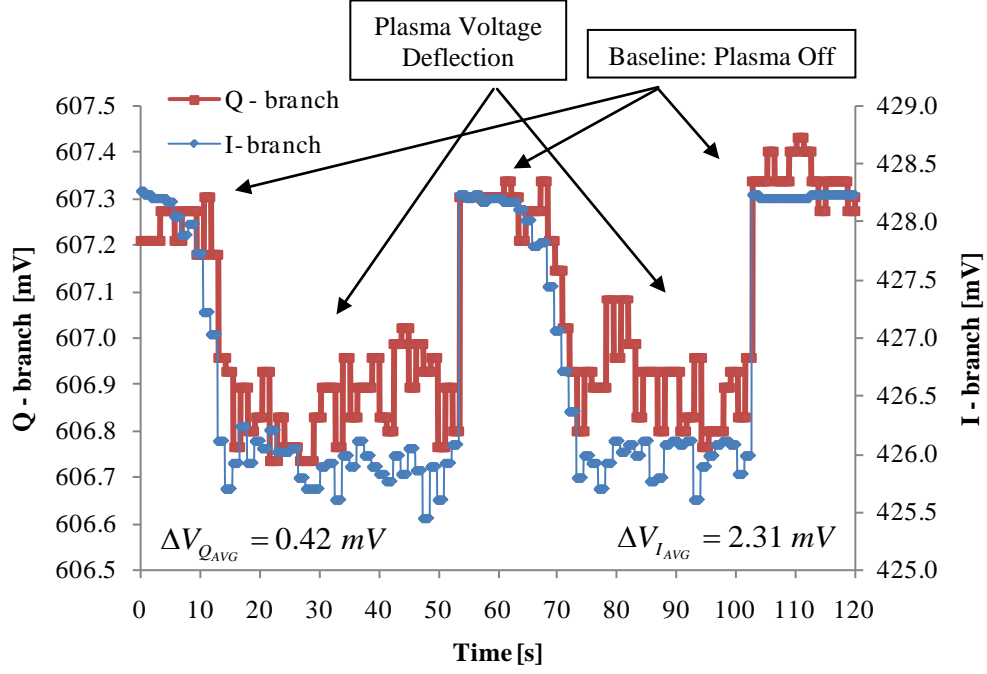 Plasma Voltage
Deflection
Baseline: Plasma Off
Q - branch
I - branch
607.5
607.4
607.3
607.2
607.1
607.0
606.9
606.8
606.7
606.6
606.5
Q - branch [mV]
429.0
428.5
428.0
427.5
427.0
426.5
426.0
425.5
425.0
I - branch [mV]
ΔV_{Q_{AVG}} = 0.42 mV
ΔV_{I_{AVG}} = 2.31 mV
0 10 20 30 40 50 60 70 80 90 100 110 120
Time [s]